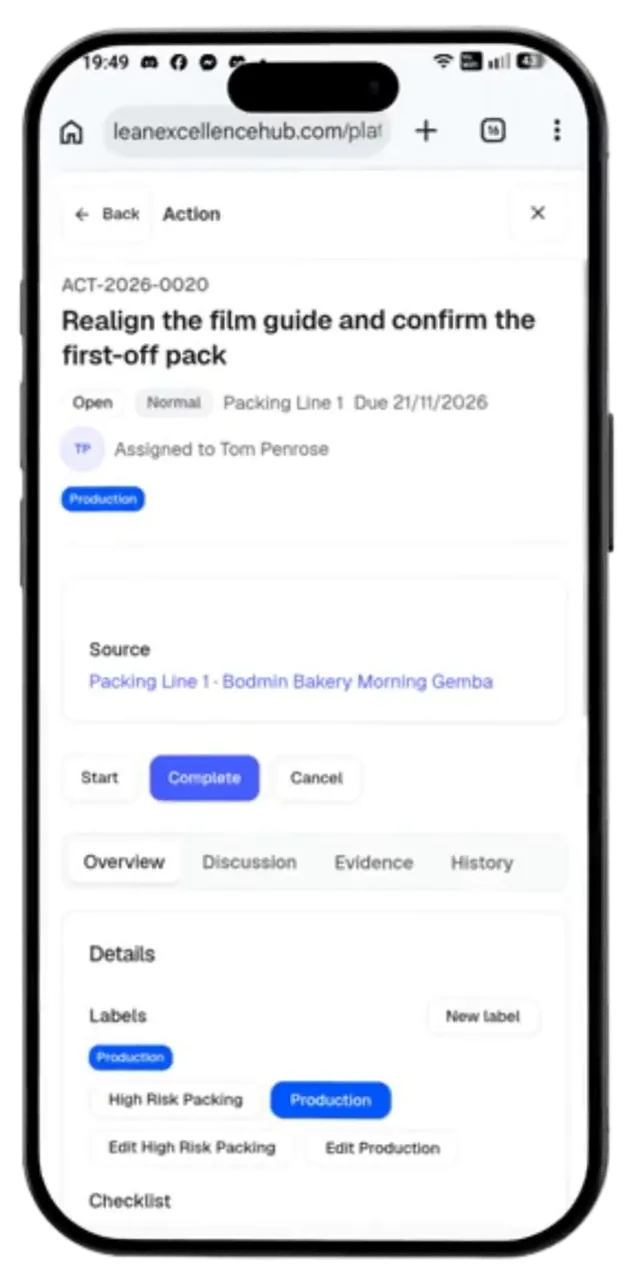 19:49
leanexcellencehub.com/plat
16
← Back Action ×
ACT-2026-0020
Realign the film guide and confirm the
first-off pack
Open Normal Packing Line 1 Due 21/11/2026
TP Assigned to Tom Penrose
Production
Source
Packing Line 1 · Bodmin Bakery Morning Gemba
Start Complete Cancel
Overview Discussion Evidence History
Details
Labels New label
Production
High Risk Packing Production
Edit High Risk Packing Edit Production
Checklist